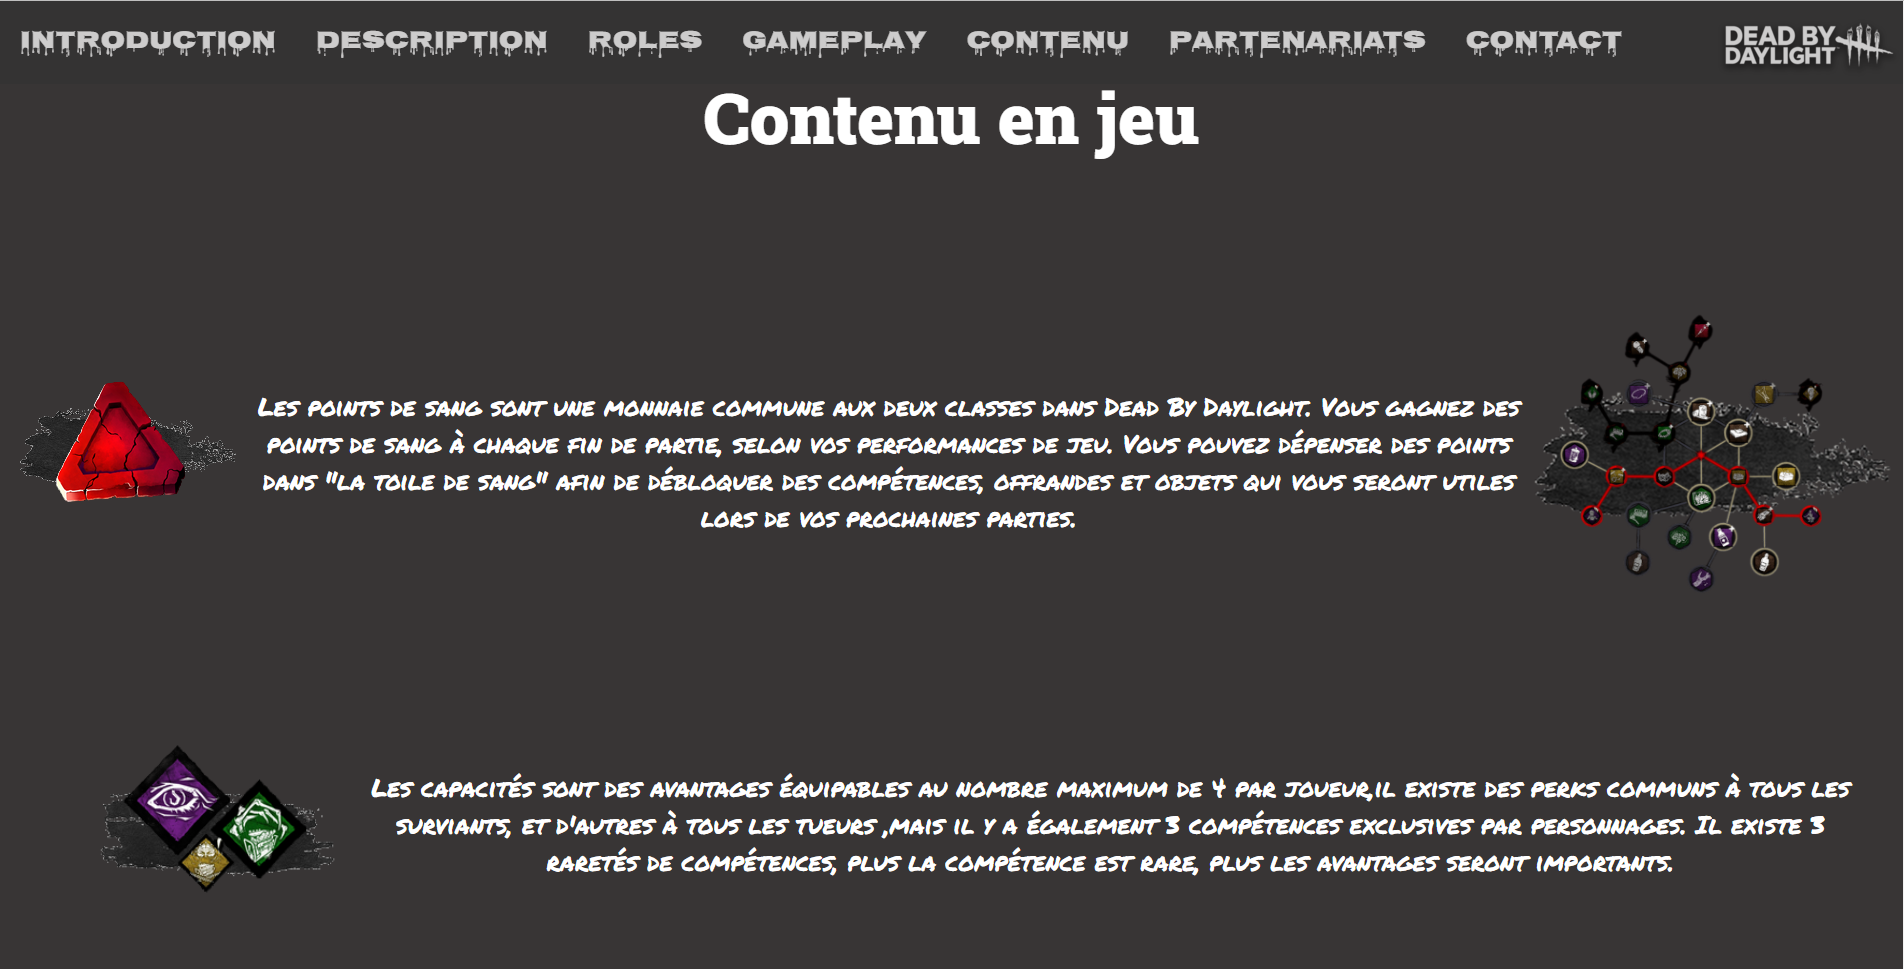 INTRODUCTION DESCRIPTION ROLES GAMEPLAY CONTENU PARTENARIATS CONTACT
DEAD BY
DAYLIGHT
Contenu en jeu
Les points de sang sont une monnaie commune aux deux classes dans Dead By Daylight. Vous gagnez des
points de sang à chaque fin de partie, selon vos performances de jeu. Vous pouvez dépenser des points
dans "la toile de sang" afin de débloquer des compétences, offrandes et objets qui vous seront utiles
lors de vos prochaines parties.
Les capacités sont des avantages équipables au nombre maximum de 4 par joueur,il existe des perks communs à tous les
surviants, et d'autres à tous les tueurs ,mais il y a également 3 compétences exclusives par personnages. Il existe 3
raretés de compétences, plus la compétence est rare, plus les avantages seront importants.